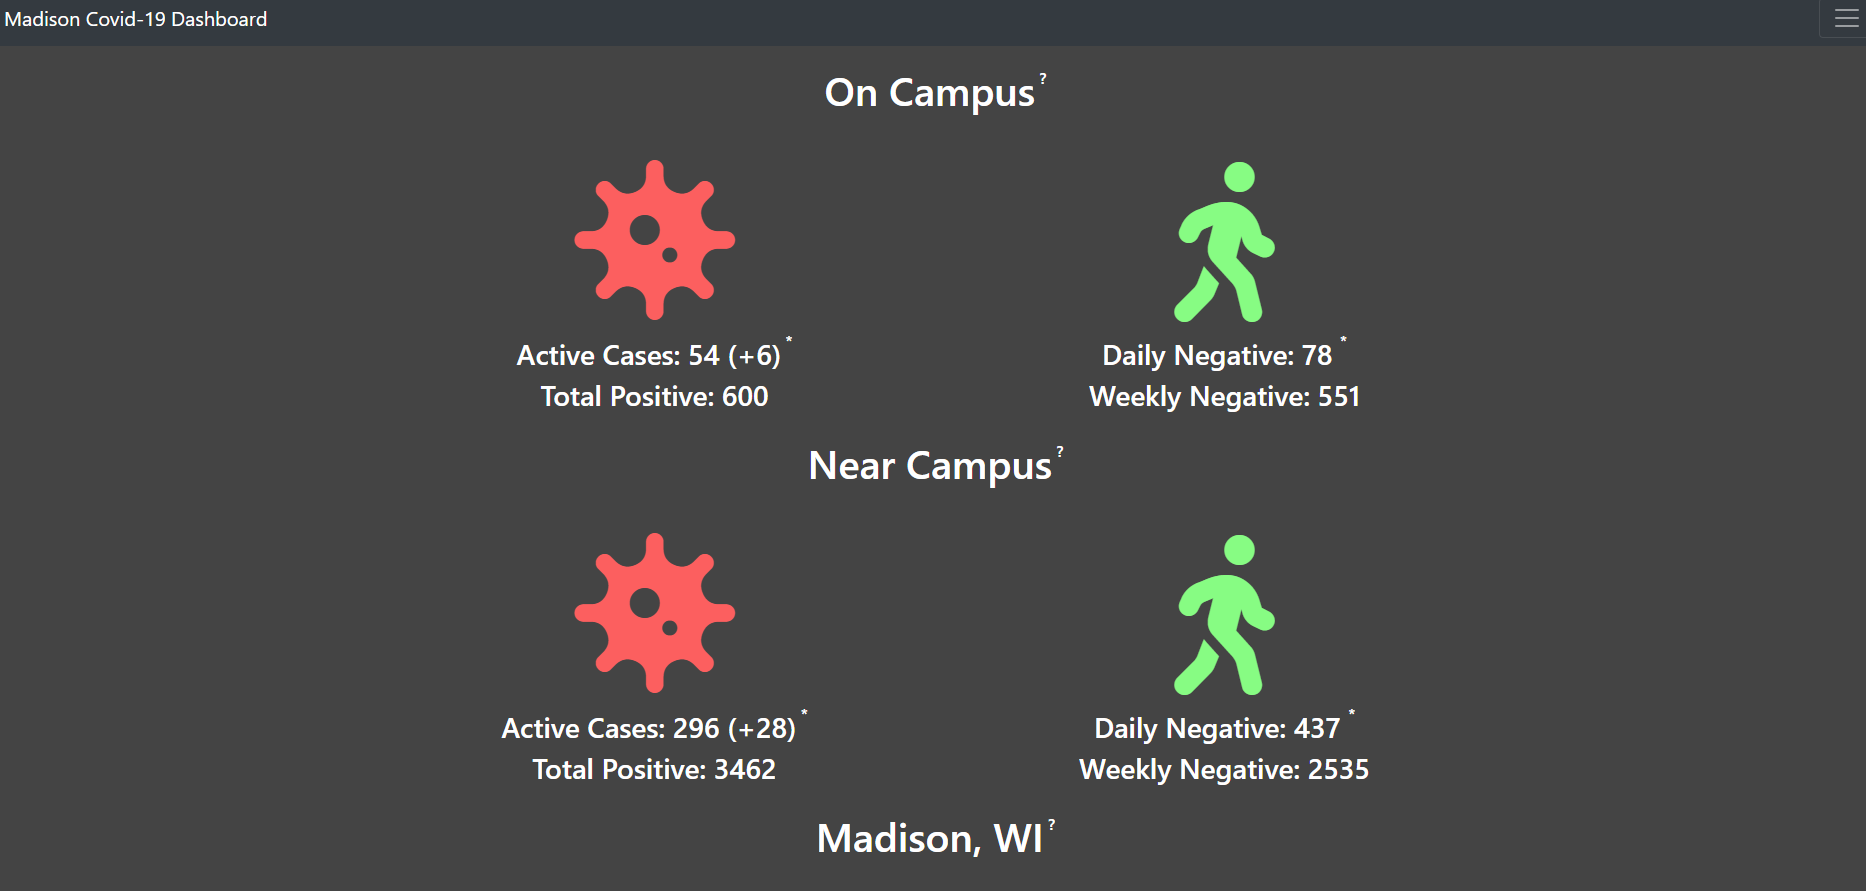 Madison Covid-19 Dashboard
On Campus ?
Active Cases: 54 (+6) *
Total Positive: 600
Daily Negative: 78 *
Weekly Negative: 551
Near Campus ?
Active Cases: 296 (+28) *
Total Positive: 3462
Daily Negative: 437 *
Weekly Negative: 2535
Madison, WI ?